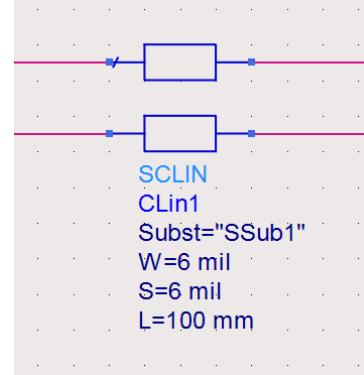 SCLIN
CLin1
Subst="SSub1"
W=6 mil
S=6 mil
L=100 mm